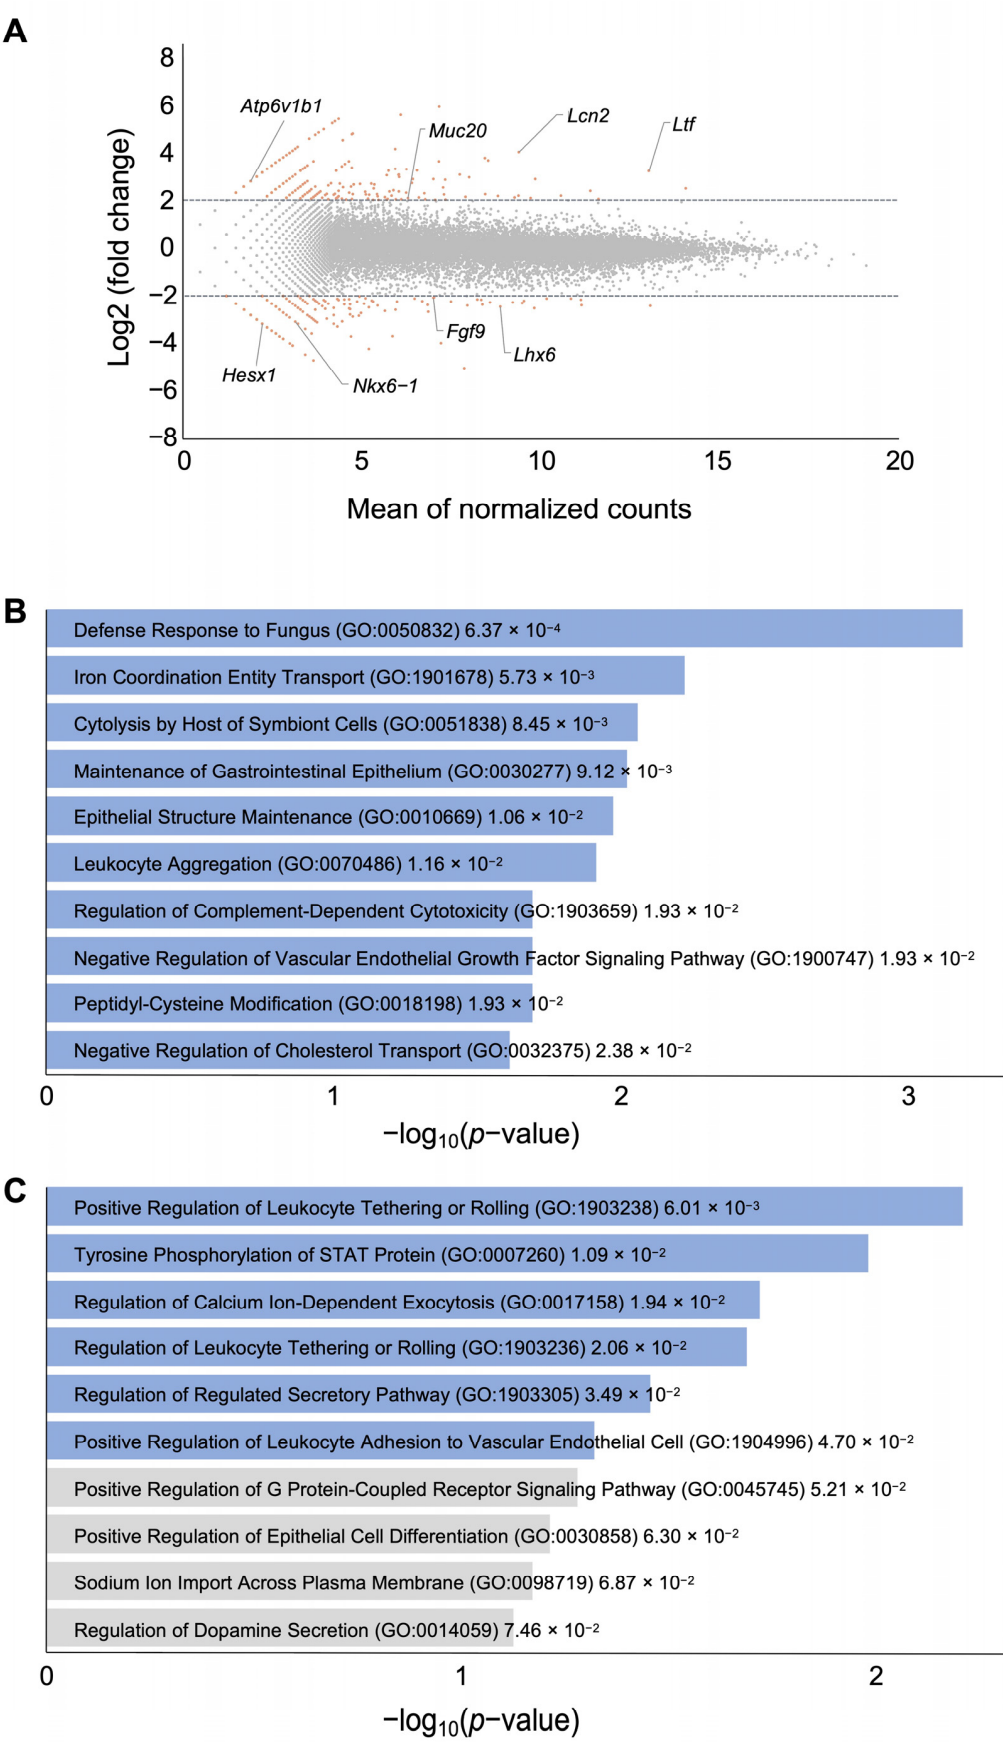 A
8
6
4
2
0
−2
−4
−6
−8
Log2 (fold change)
Atp6v1b1
Muc20
Lcn2
Ltf
Hesx1
Nkx6−1
Fgf9
Lhx6
0 5 10 15 20
Mean of normalized counts
B
Defense Response to Fungus (GO:0050832) 6.37 × 10⁻⁴
Iron Coordination Entity Transport (GO:1901678) 5.73 × 10⁻³
Cytolysis by Host of Symbiont Cells (GO:0051838) 8.45 × 10⁻³
Maintenance of Gastrointestinal Epithelium (GO:0030277) 9.12 × 10⁻³
Epithelial Structure Maintenance (GO:0010669) 1.06 × 10⁻²
Leukocyte Aggregation (GO:0070486) 1.16 × 10⁻²
Regulation of Complement-Dependent Cytotoxicity (GO:1903659) 1.93 × 10⁻²
Negative Regulation of Vascular Endothelial Growth Factor Signaling Pathway (GO:1900747) 1.93 × 10⁻²
Peptidyl-Cysteine Modification (GO:0018198) 1.93 × 10⁻²
Negative Regulation of Cholesterol Transport (GO:0032375) 2.38 × 10⁻²
0 1 2 3
−log₁₀(p−value)
C
Positive Regulation of Leukocyte Tethering or Rolling (GO:1903238) 6.01 × 10⁻³
Tyrosine Phosphorylation of STAT Protein (GO:0007260) 1.09 × 10⁻²
Regulation of Calcium Ion-Dependent Exocytosis (GO:0017158) 1.94 × 10⁻²
Regulation of Leukocyte Tethering or Rolling (GO:1903236) 2.06 × 10⁻²
Regulation of Regulated Secretory Pathway (GO:1903305) 3.49 × 10⁻²
Positive Regulation of Leukocyte Adhesion to Vascular Endothelial Cell (GO:1904996) 4.70 × 10⁻²
Positive Regulation of G Protein-Coupled Receptor Signaling Pathway (GO:0045745) 5.21 × 10⁻²
Positive Regulation of Epithelial Cell Differentiation (GO:0030858) 6.30 × 10⁻²
Sodium Ion Import Across Plasma Membrane (GO:0098719) 6.87 × 10⁻²
Regulation of Dopamine Secretion (GO:0014059) 7.46 × 10⁻²
0 1 2
−log₁₀(p−value)